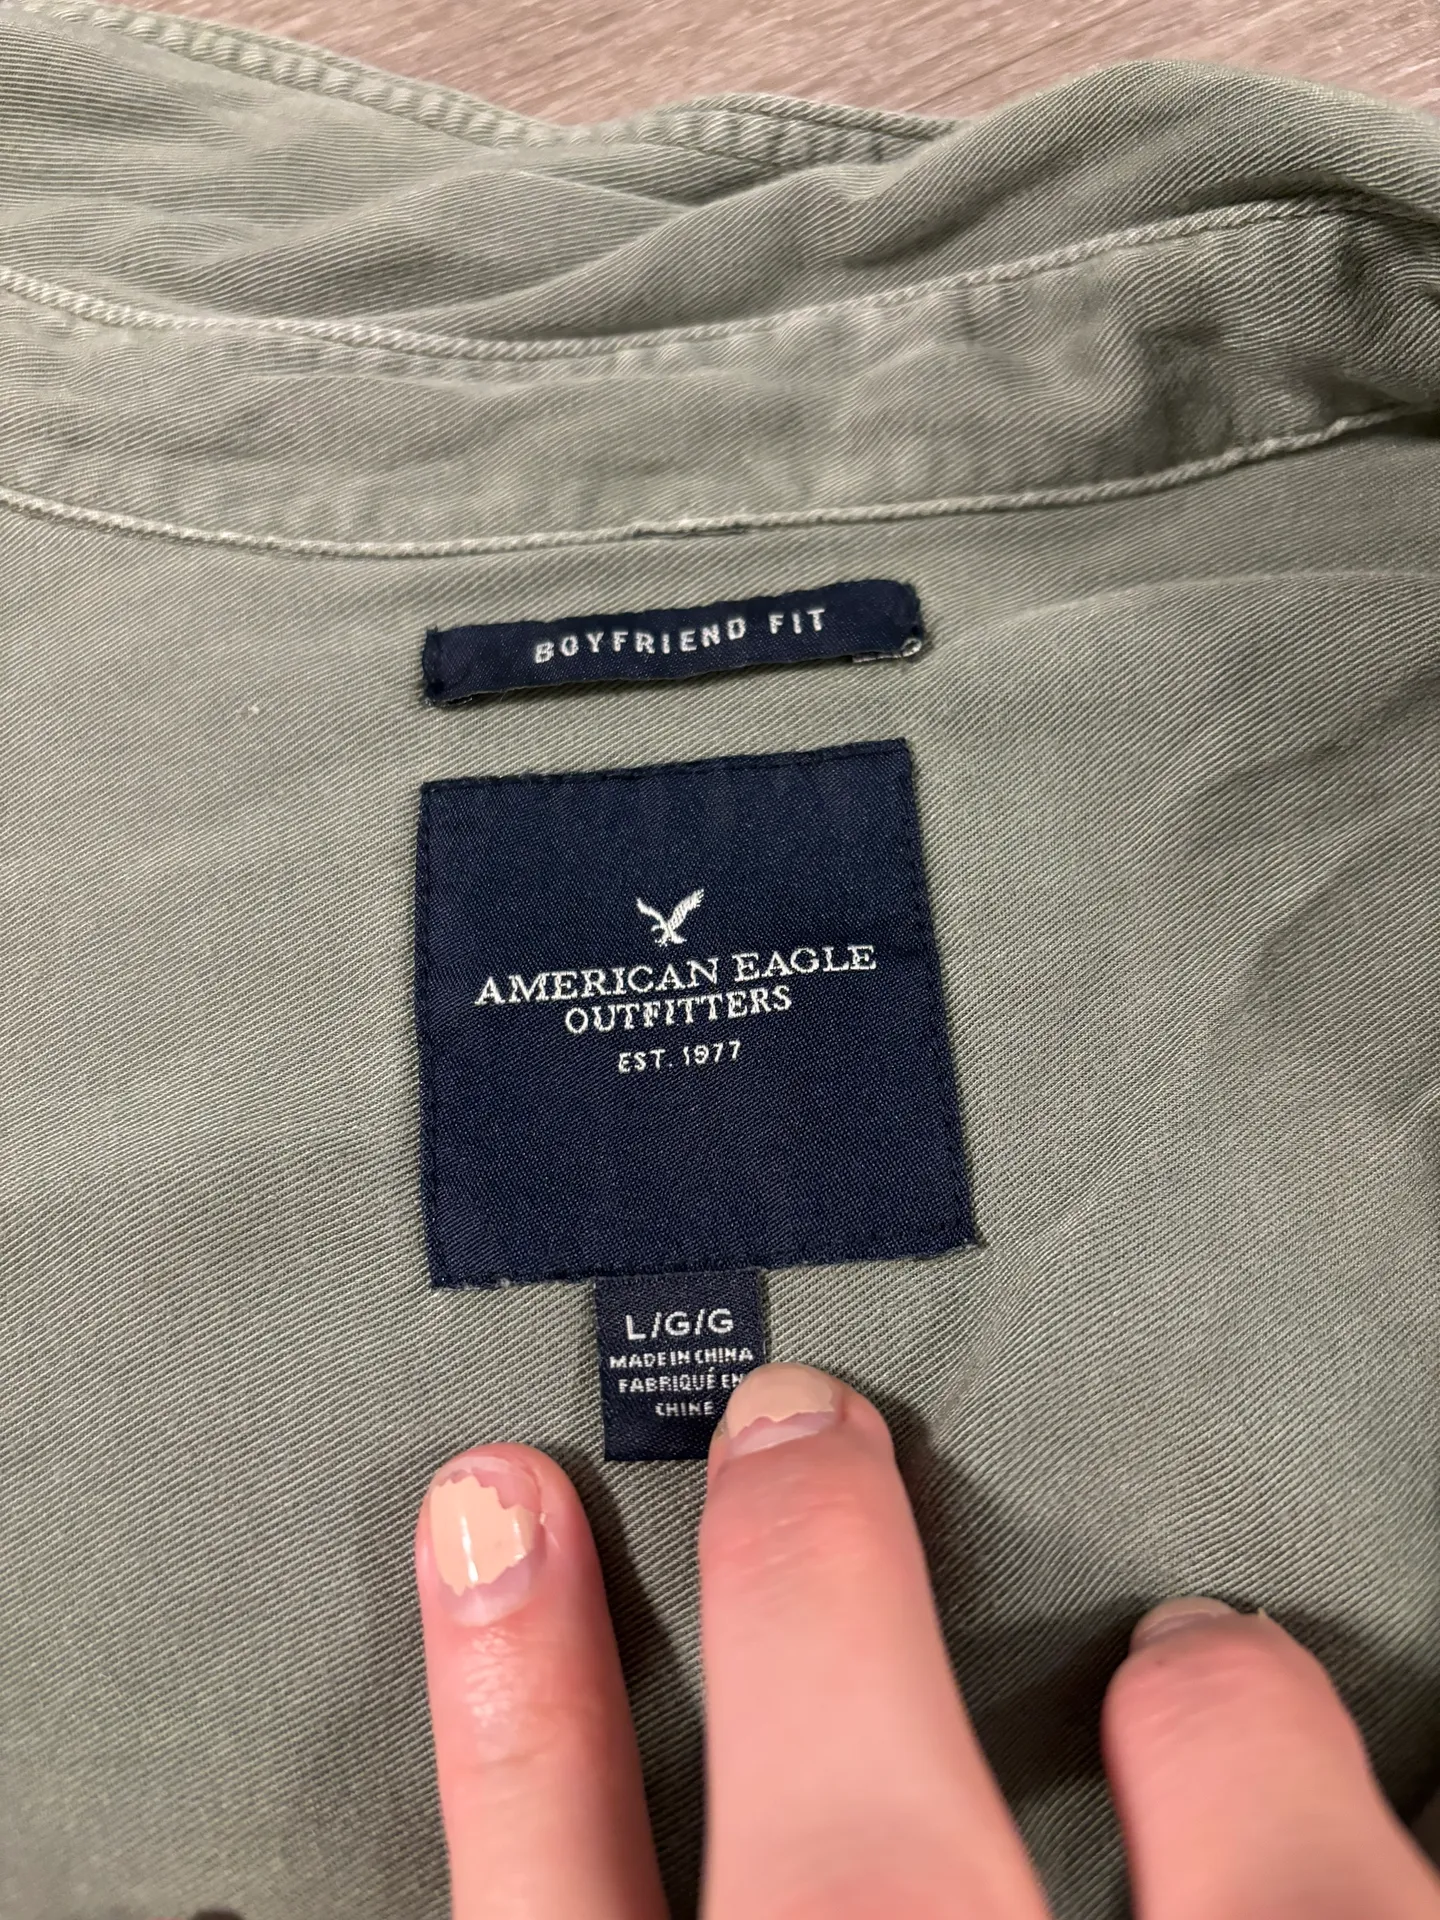 BOYFRIEND FIT
AMERICAN EAGLE
OUTFITTERS
EST. 1977
L/G/G
MADE IN CHINA
FABRIQUÉ EN
CHINE